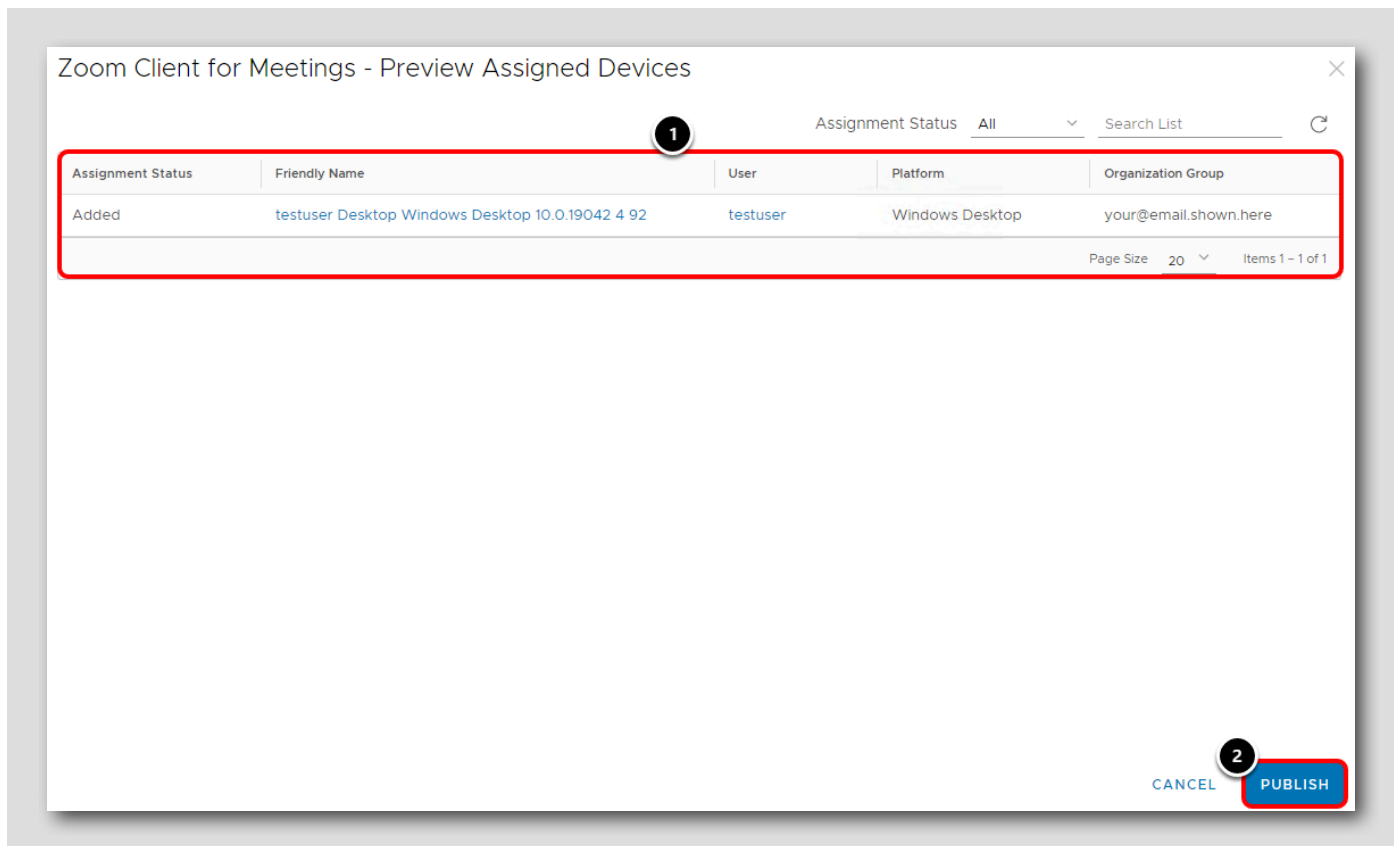 Zoom Client for Meetings - Preview Assigned Devices
Assignment Status All Search List
1
Assignment Status Friendly Name User Platform Organization Group
Added testuser Desktop Windows Desktop 10.0.19042 4 92 testuser Windows Desktop your@email.shown.here
Page Size 20 Items 1 – 1 of 1
2
CANCEL PUBLISH